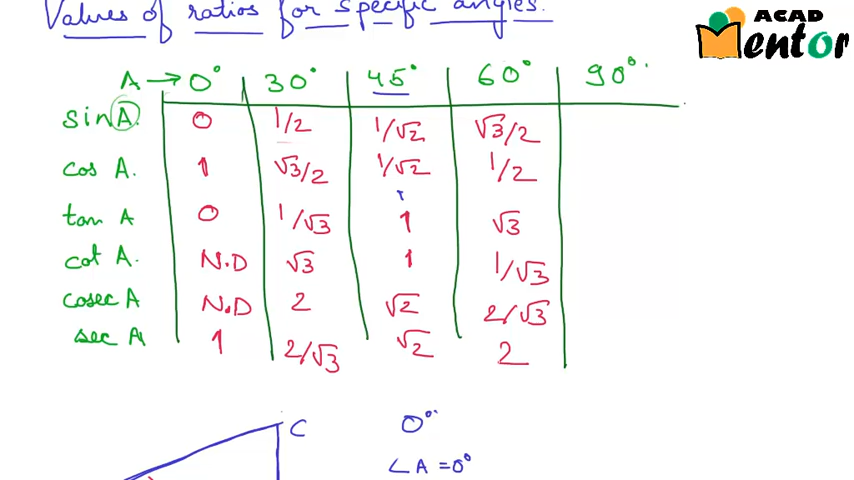 Values of ratios for specific angles.
ACAD
mentor
A → 0° 30° 45° 60° 90°
sin A 0 1/2 1/√2 √3/2
cos A. 1 √3/2 1/√2 1/2
tan A 0 1/√3 1 √3
cot A. N.D √3 1 1/√3
cosec A N.D 2 √2 2/√3
sec A 1 2/√3 √2 2
C 0°
∠A = 0°